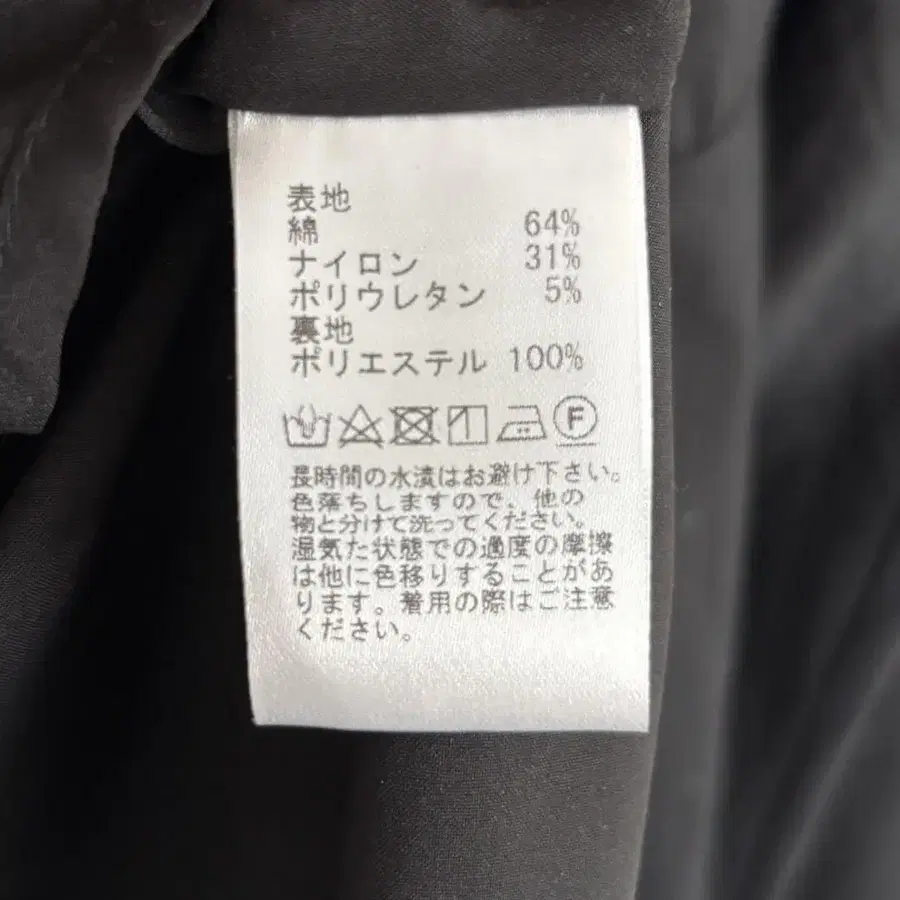 表地
綿 64%
ナイロン 31%
ポリウレタン 5%
裏地
ポリエステル 100%
F
長時間の水漬はお避け下さい。
色落ちしますので、他の
物と分けて洗ってください。
湿気た状態での過度の摩擦
は他に色移りすることがあ
ります。着用の際はご注意
ください。